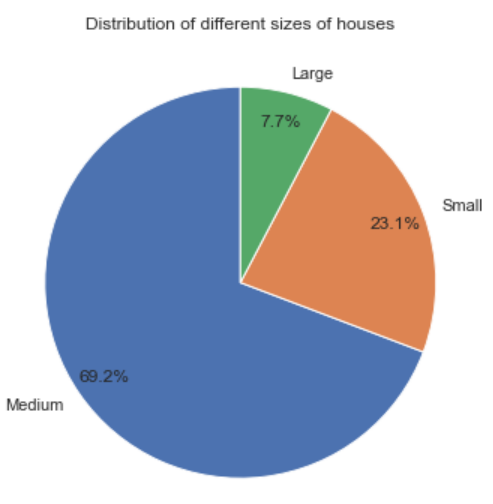 Distribution of different sizes of houses
Large
7.7%
Small
23.1%
69.2%
Medium